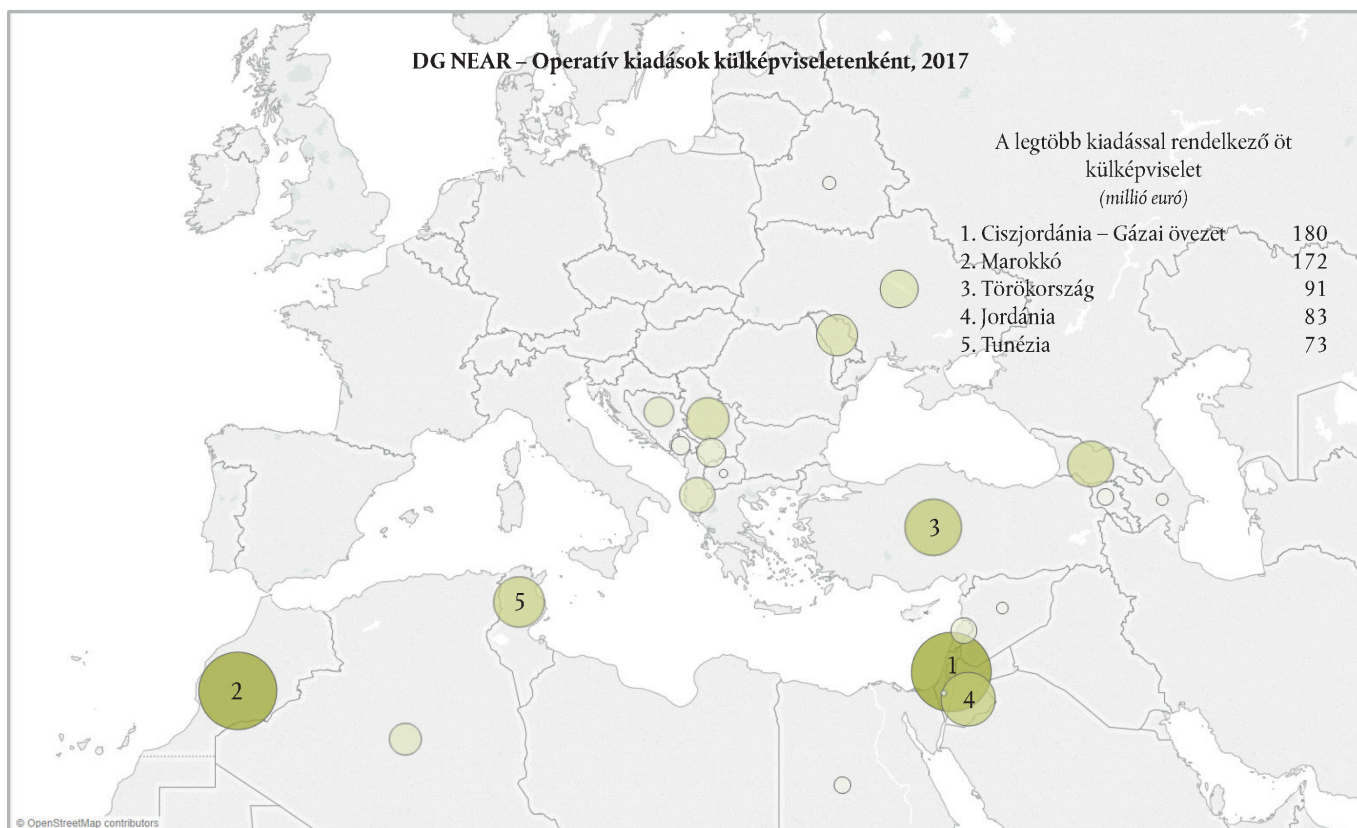 DG NEAR – Operatív kiadások külképviseletenként, 2017
A legtöbb kiadással rendelkező öt
külképviselet
(millió euró)
1. Ciszjordánia – Gázai övezet 180
2. Marokkó 172
3. Törökország 91
4. Jordánia 83
5. Tunézia 73
3
5
1
2
4
© OpenStreetMap contributors